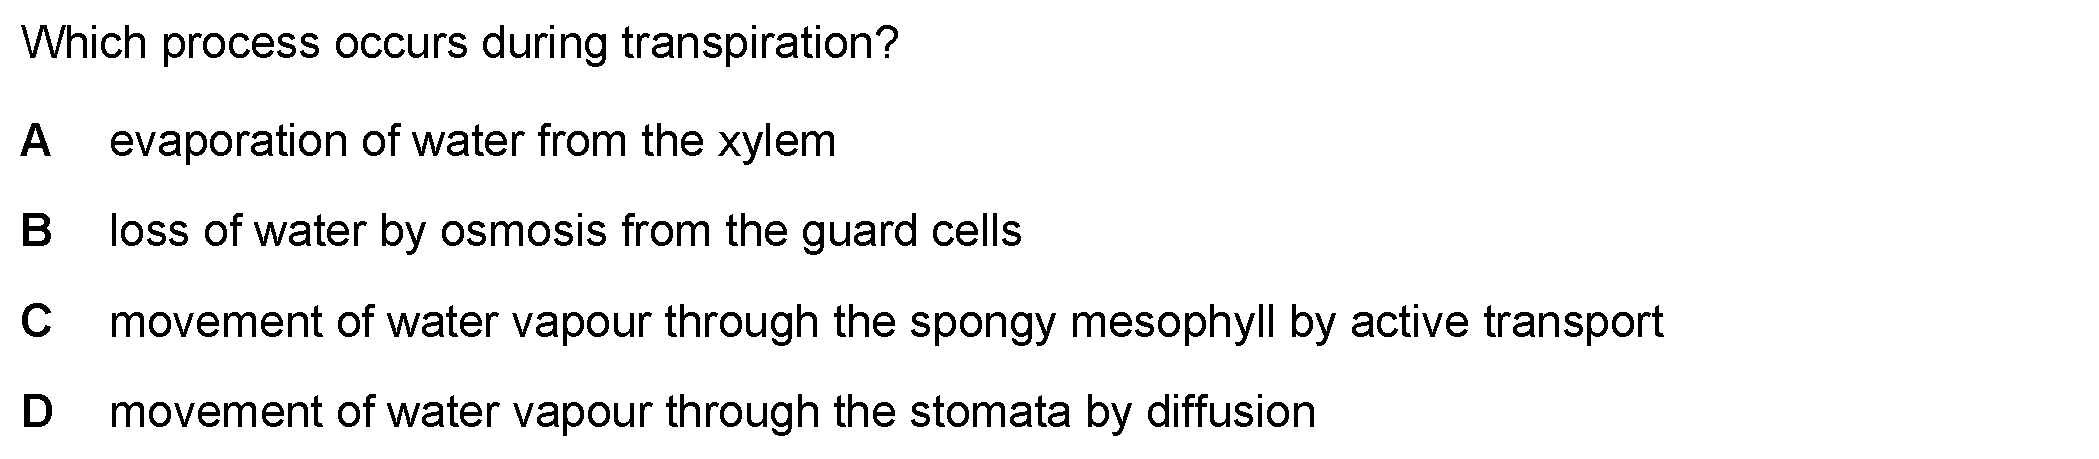 Which process occurs during transpiration?
A evaporation of water from the xylem
B loss of water by osmosis from the guard cells
C movement of water vapour through the spongy mesophyll by active transport
D movement of water vapour through the stomata by diffusion